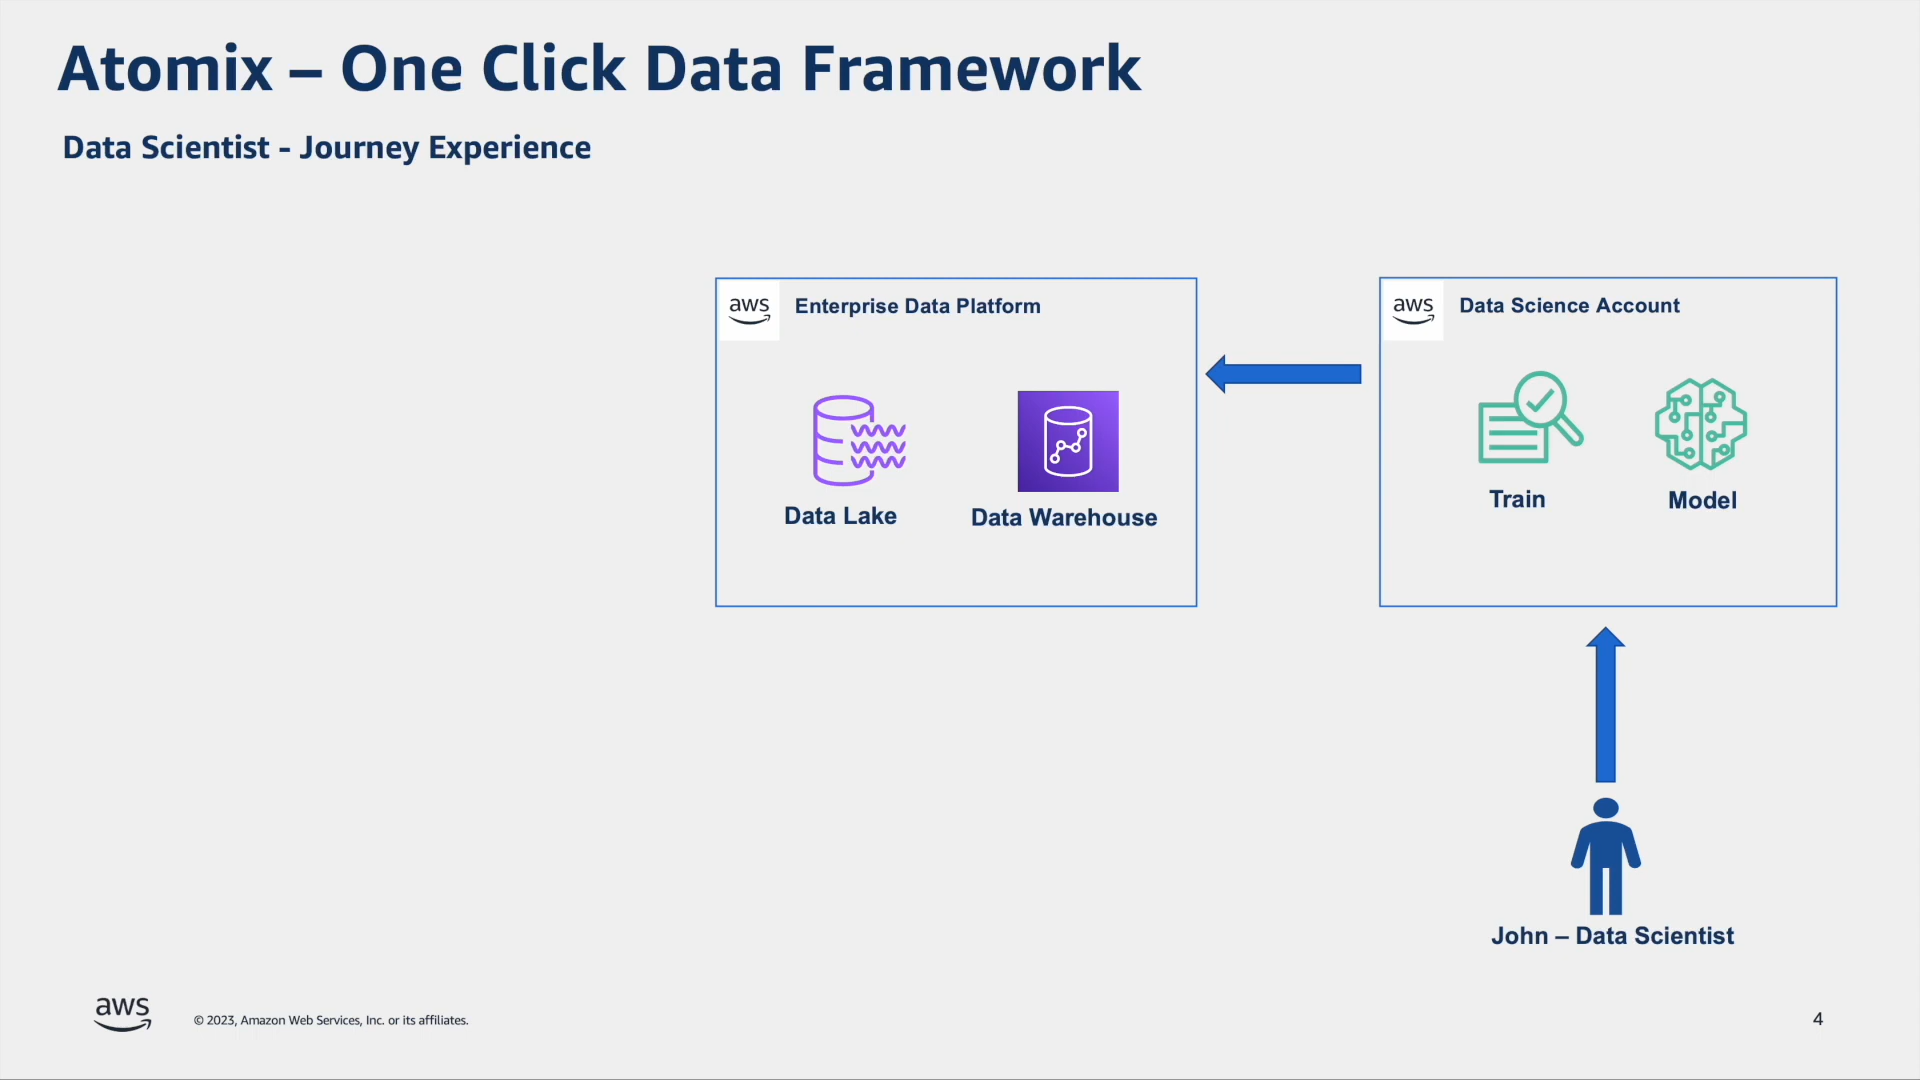 Atomix – One Click Data Framework
Data Scientist - Journey Experience
aws
Enterprise Data Platform
Data Lake
Data Warehouse
aws
Data Science Account
Train
Model
John – Data Scientist
aws
© 2023, Amazon Web Services, Inc. or its affiliates.
4